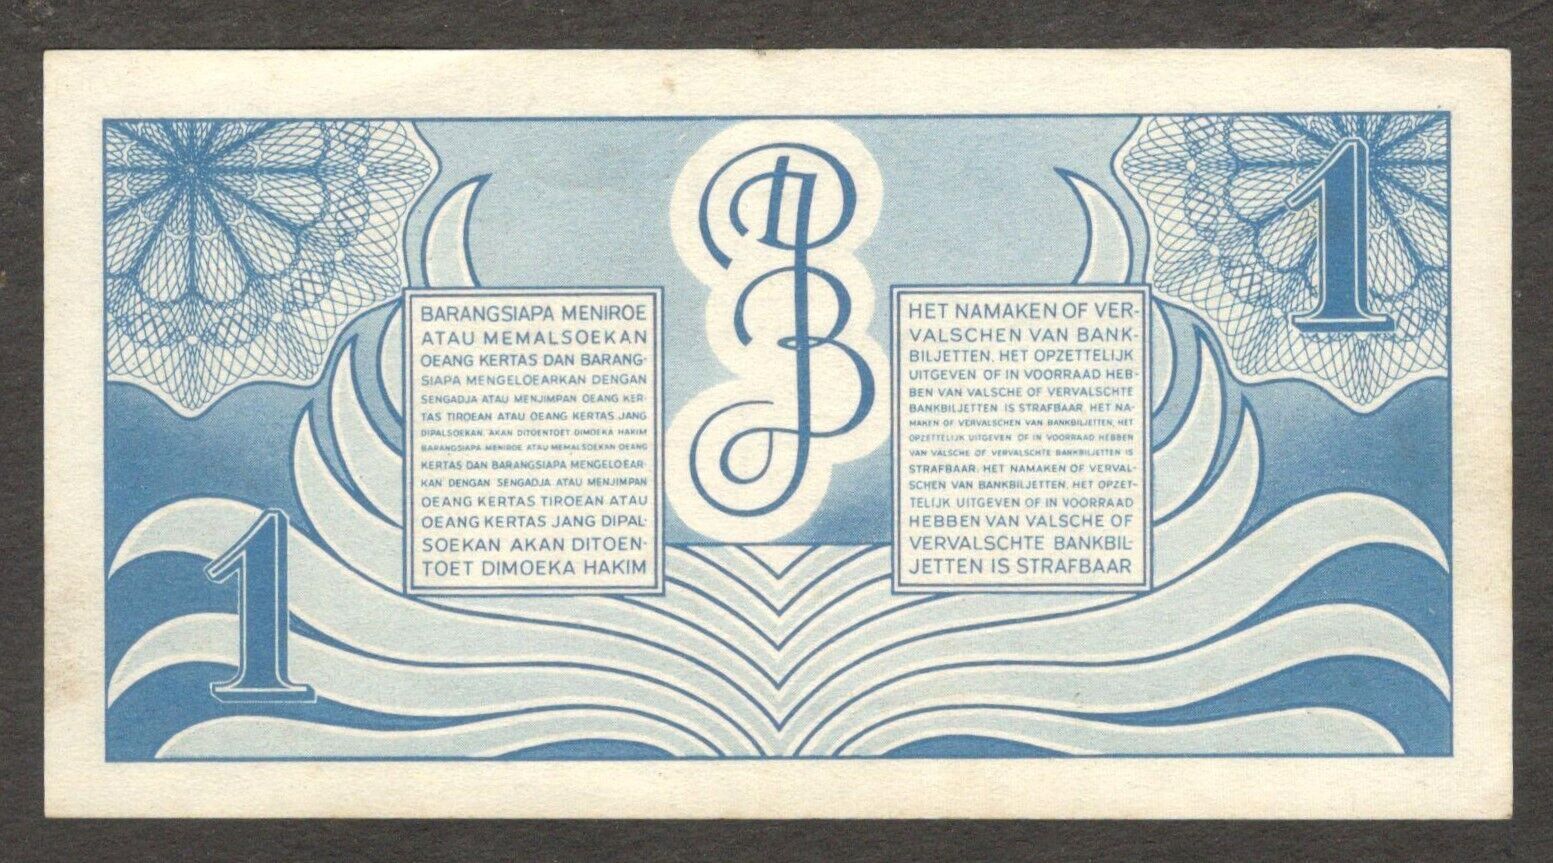 1
DJB
BARANGSIAPA MENIROE
ATAU MEMALSOEKAN
OEANG KERTAS DAN BARANG-
SIAPA MENGELOEARKAN DENGAN
SENGADJA ATAU MENJIMPAN OEANG KER-
TAS TIROEAN ATAU OEANG KERTAS JANG
DIPALSOEKAN, AKAN DITOENTOET DIMOEKA HAKIM
BARANGSIAPA MENIROE ATAU MEMALSOEKAN OEANG
KERTAS DAN BARANGSIAPA MENGELOEAR-
KAN DENGAN SENGADJA ATAU MENJIMPAN
OEANG KERTAS TIROEAN ATAU
OEANG KERTAS JANG DIPAL-
SOEKAN AKAN DITOEN-
TOET DIMOEKA HAKIM
HET NAMAKEN OF VER-
VALSCHEN VAN BANK-
BILJETTEN, HET OPZETTELIJK
UITGEVEN OF IN VOORRAAD HEB-
BEN VAN VALSCHE OF VERVALSCHTE
BANKBILJETTEN IS STRAFBAAR. HET NA-
MAKEN OF VERVALSCHEN VAN BANKBILJETTEN, HET
OPZETTELIJK UITGEVEN OF IN VOORRAAD HEBBEN
VAN VALSCHE OF VERVALSCHTE BANKBILJETTEN IS
STRAFBAAR. HET NAMAKEN OF VERVAL-
SCHEN VAN BANKBILJETTEN, HET OPZET-
TELIJK UITGEVEN OF IN VOORRAAD
HEBBEN VAN VALSCHE OF
VERVALSCHTE BANKBIL-
JETTEN IS STRAFBAAR
1